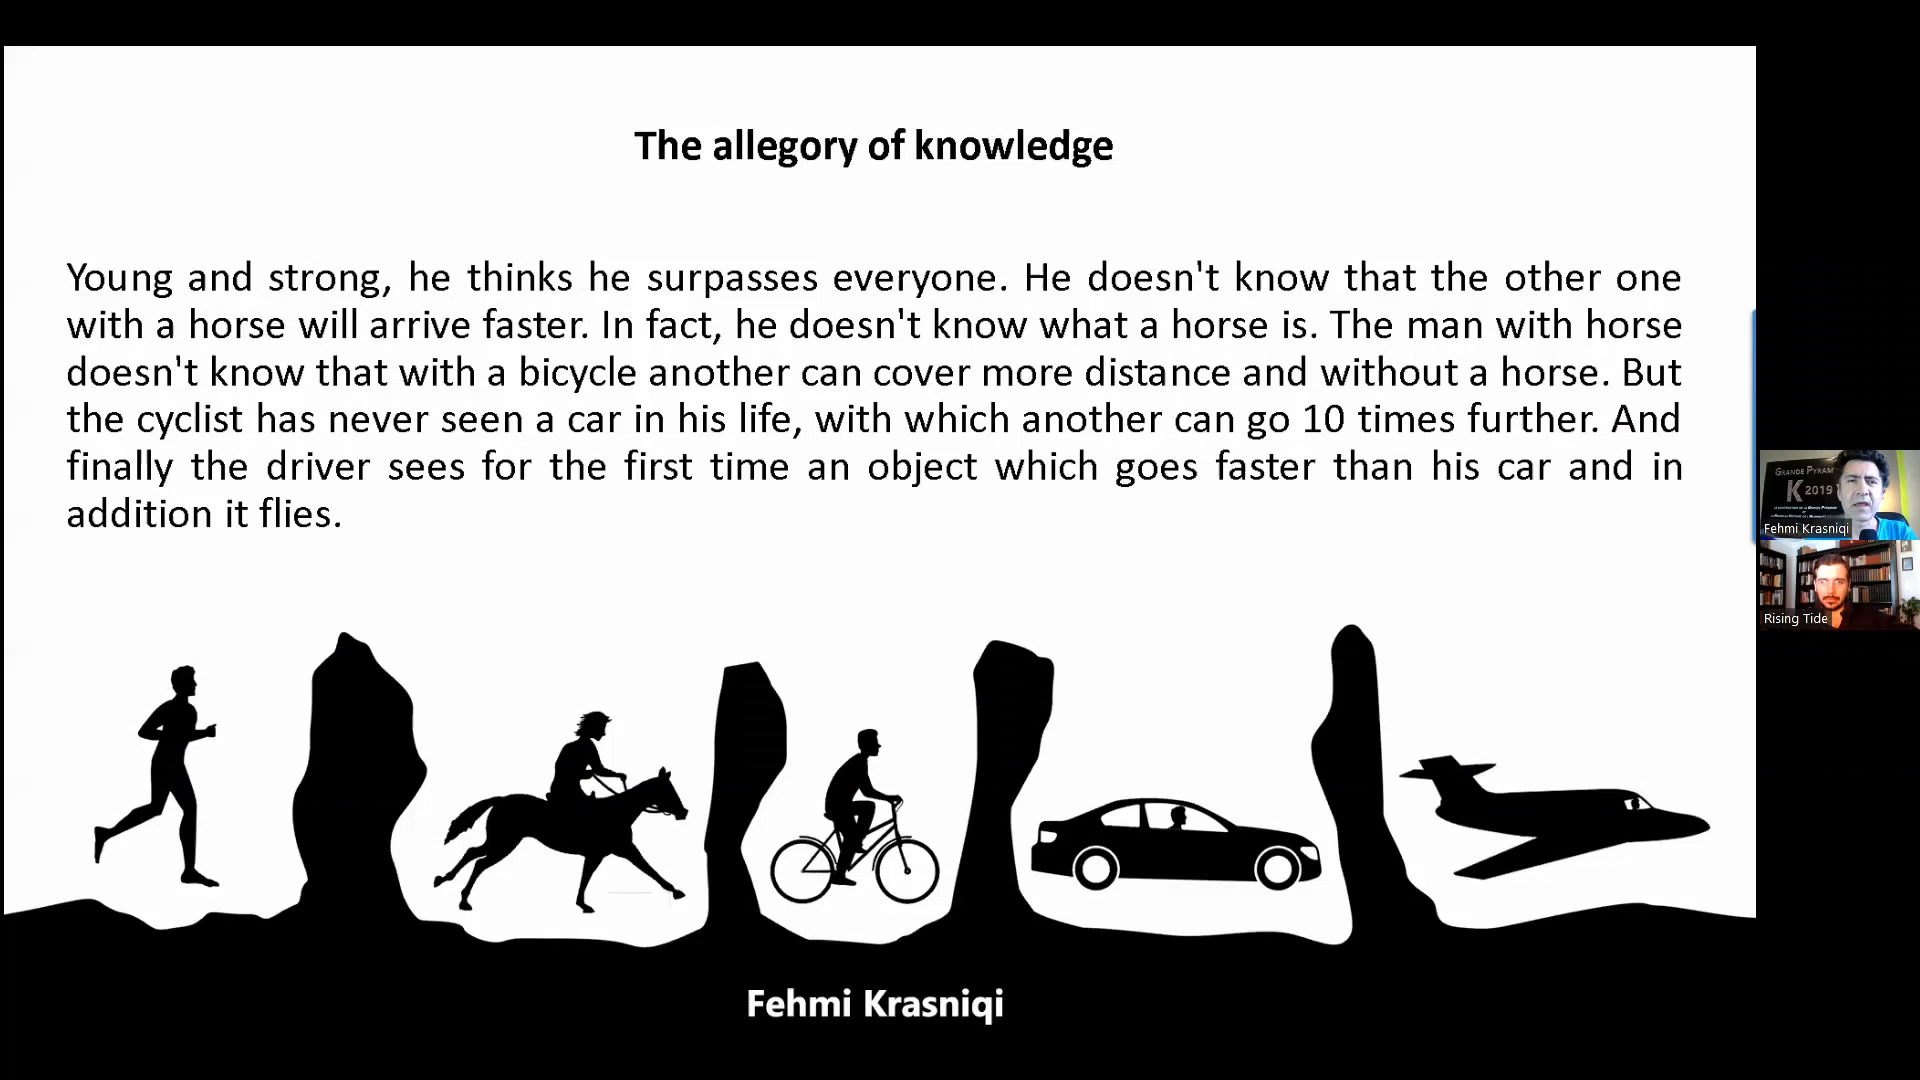 The allegory of knowledge
Young and strong, he thinks he surpasses everyone. He doesn't know that the other one
with a horse will arrive faster. In fact, he doesn't know what a horse is. The man with horse
doesn't know that with a bicycle another can cover more distance and without a horse. But
the cyclist has never seen a car in his life, with which another can go 10 times further. And
finally the driver sees for the first time an object which goes faster than his car and in
addition it flies.
Fehmi Krasniqi
GRANDE PYRAM
K 2019
Fehmi Krasniqi
Rising Tide